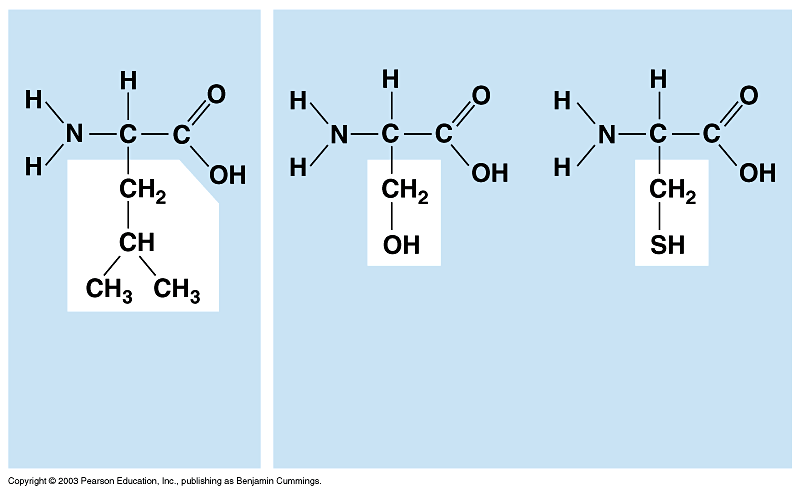 H H O
H N C C OH
CH2
CH
CH3 CH3
H H O
H N C C OH
CH2
OH
H H O
H N C C OH
CH2
SH
Copyright © 2003 Pearson Education, Inc., publishing as Benjamin Cummings.